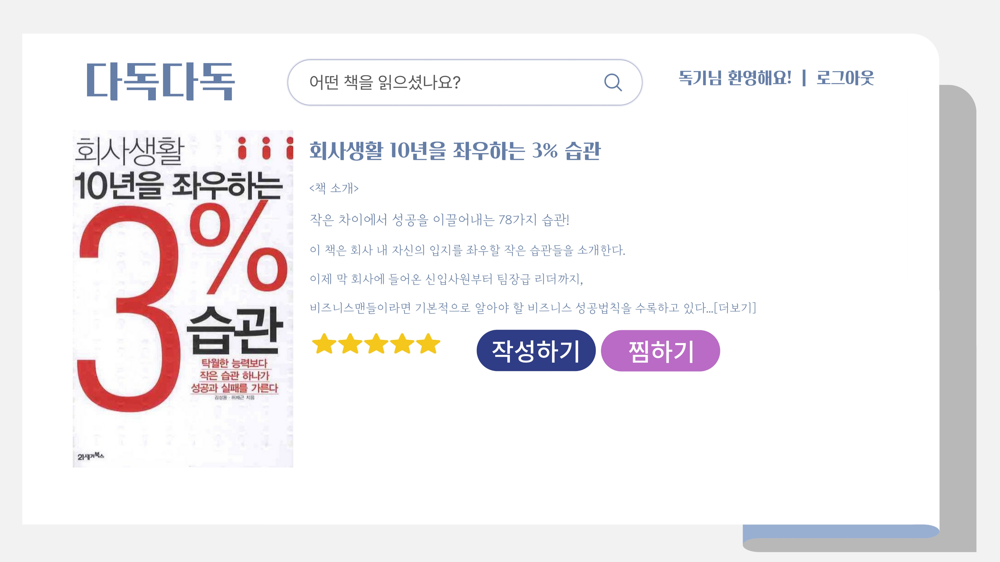 다독다독
어떤 책을 읽으셨나요?
독기님 환영해요! | 로그아웃
회사생활
10년을 좌우하는
3%
습관
탁월한 능력보다
작은 습관 하나가
성공과 실패를 가른다
김성용 · 허재근 지음
21세기북스
회사생활 10년을 좌우하는 3% 습관
<책 소개>
작은 차이에서 성공을 이끌어내는 78가지 습관!
이 책은 회사 내 자신의 입지를 좌우할 작은 습관들을 소개한다.
이제 막 회사에 들어온 신입사원부터 팀장급 리더까지,
비즈니스맨들이라면 기본적으로 알아야 할 비즈니스 성공법칙을 수록하고 있다...[더보기]
작성하기
찜하기